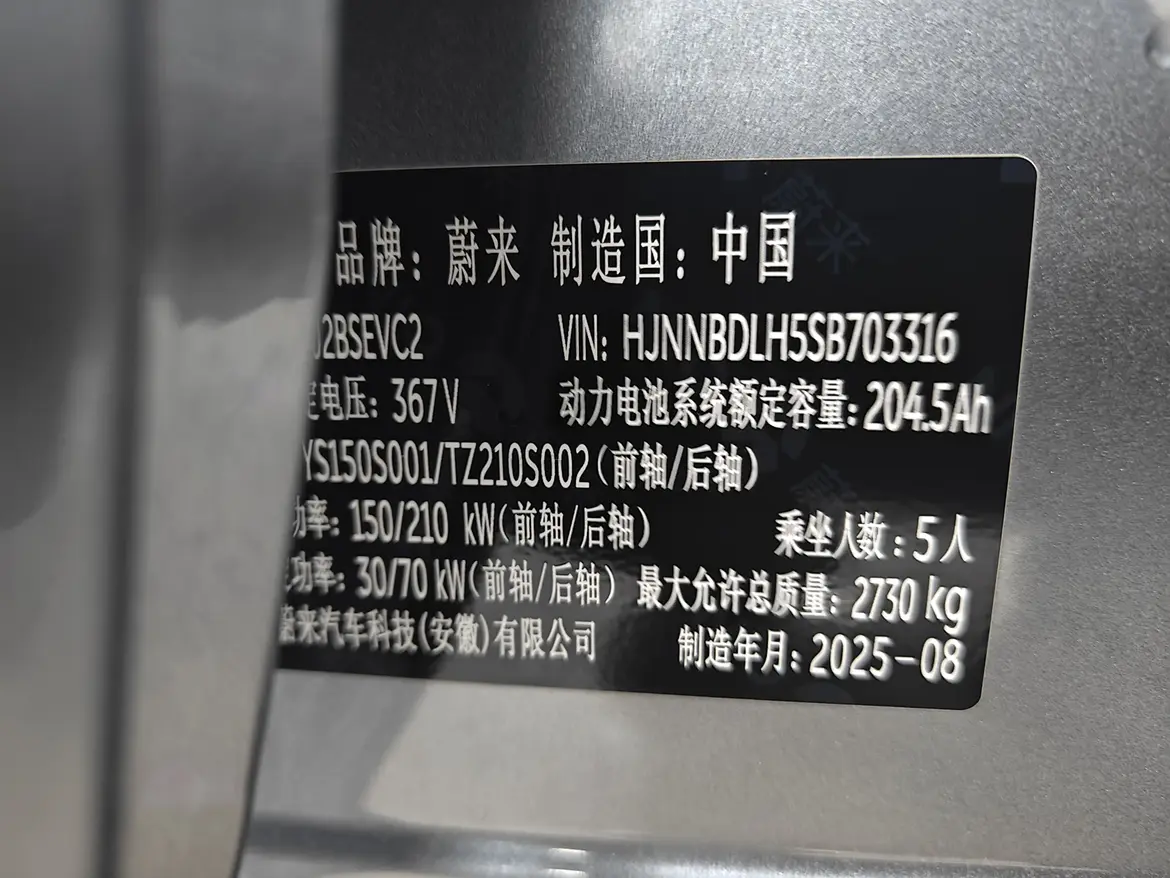 品牌：蔚来 制造国：中国
J2BSEVC2 VIN: HJNNBDLH5SB703316
定电压：367V 动力电池系统额定容量：204.5Ah
YS150S001/TZ210S002（前轴/后轴）
功率：150/210 kW（前轴/后轴） 乘坐人数：5人
功率：30/70 kW（前轴/后轴） 最大允许总质量：2730 kg
蔚来汽车科技（安徽）有限公司 制造年月：2025-08